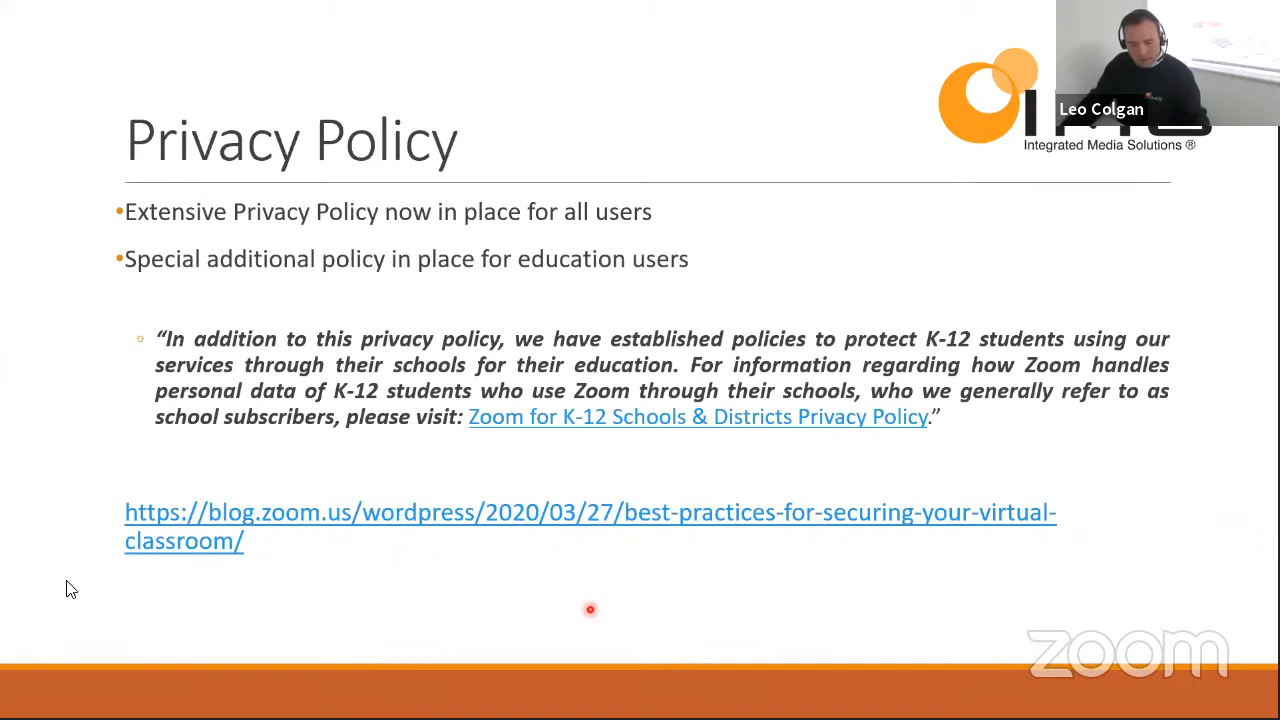 Leo Colgan
Integrated Media Solutions ®
Privacy Policy
•Extensive Privacy Policy now in place for all users
•Special additional policy in place for education users
“In addition to this privacy policy, we have established policies to protect K-12 students using our
services through their schools for their education. For information regarding how Zoom handles
personal data of K-12 students who use Zoom through their schools, who we generally refer to as
school subscribers, please visit: Zoom for K-12 Schools & Districts Privacy Policy.”
https://blog.zoom.us/wordpress/2020/03/27/best-practices-for-securing-your-virtual-
classroom/
zoom